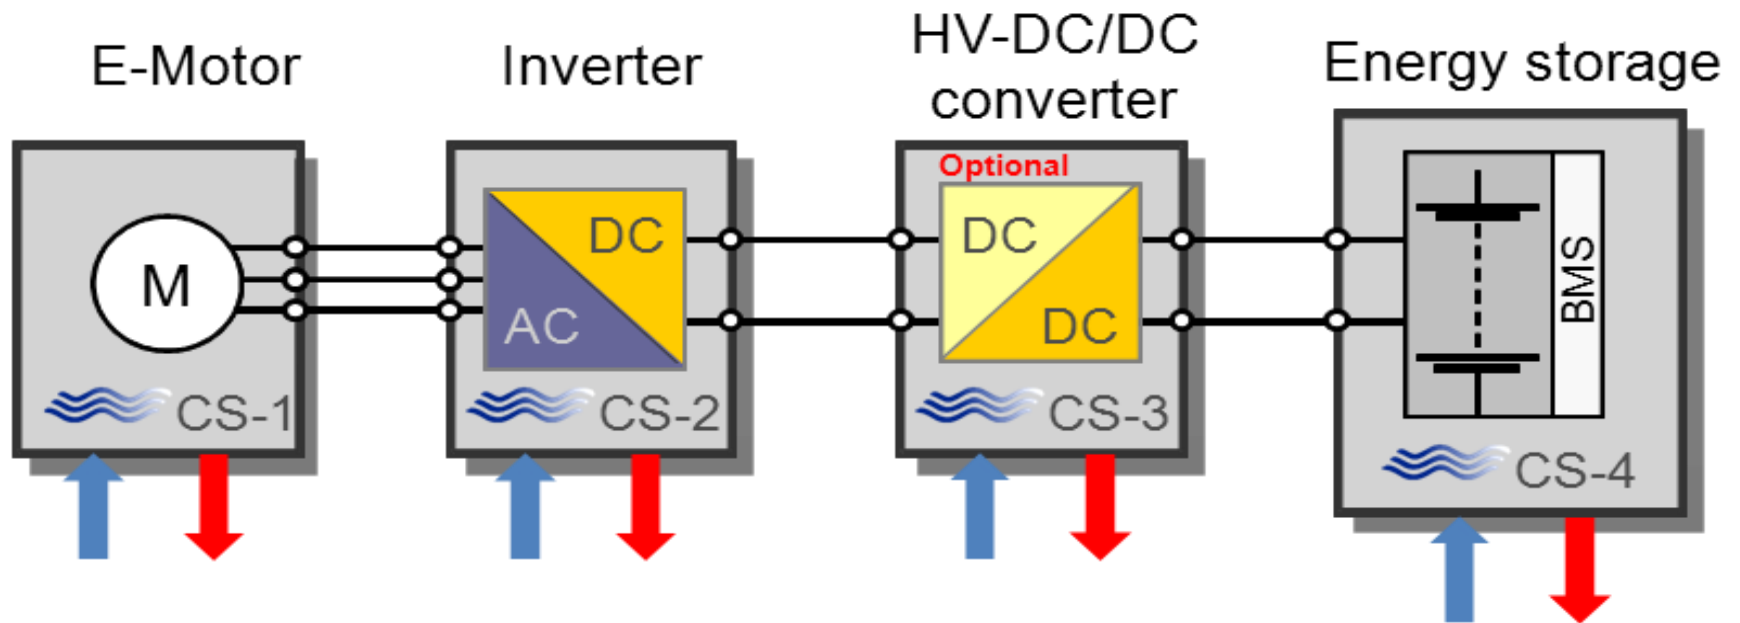 E-Motor
Inverter
HV-DC/DC
converter
Energy storage
M
CS-1
DC
AC
CS-2
Optional
DC
DC
CS-3
BMS
CS-4